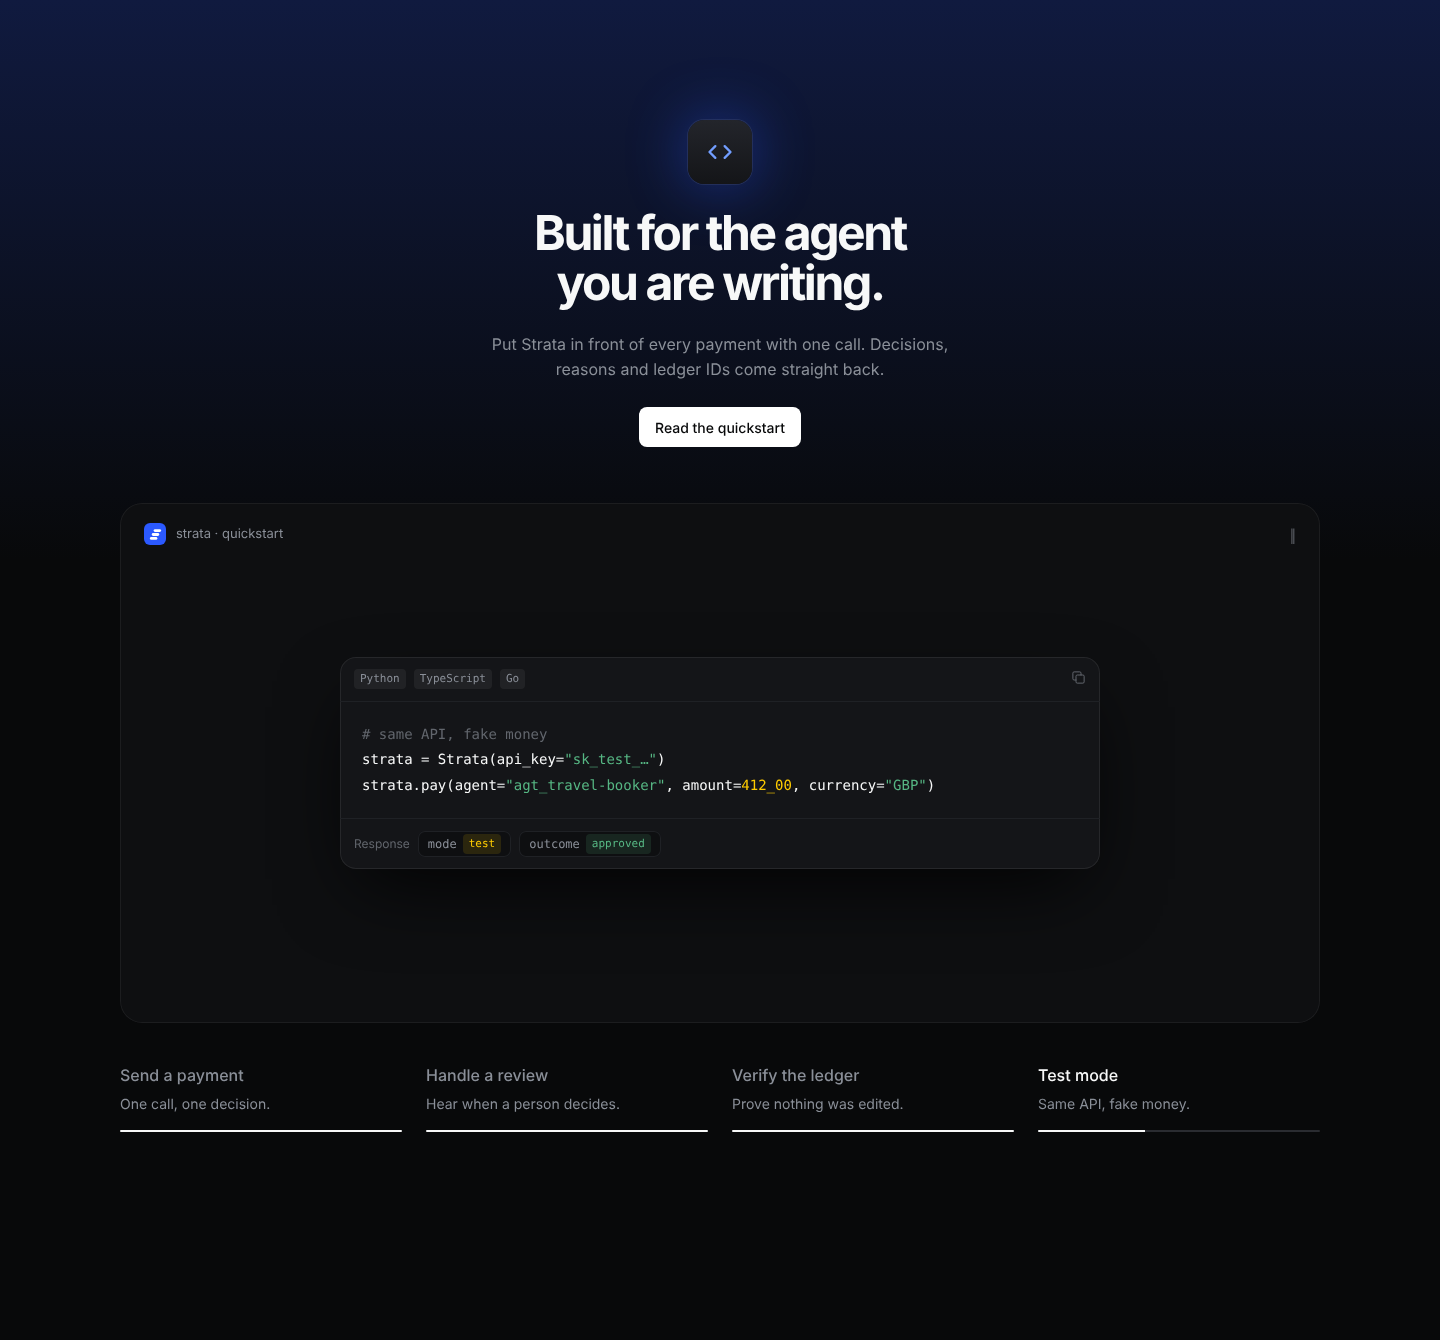 Built for the agent
you are writing.
Put Strata in front of every payment with one call. Decisions,
reasons and ledger IDs come straight back.
Read the quickstart
strata · quickstart
Python TypeScript Go
# same API, fake money
strata = Strata(api_key="sk_test_…")
strata.pay(agent="agt_travel-booker", amount=412_00, currency="GBP")
Response mode test outcome approved
Send a payment
One call, one decision.
Handle a review
Hear when a person decides.
Verify the ledger
Prove nothing was edited.
Test mode
Same API, fake money.